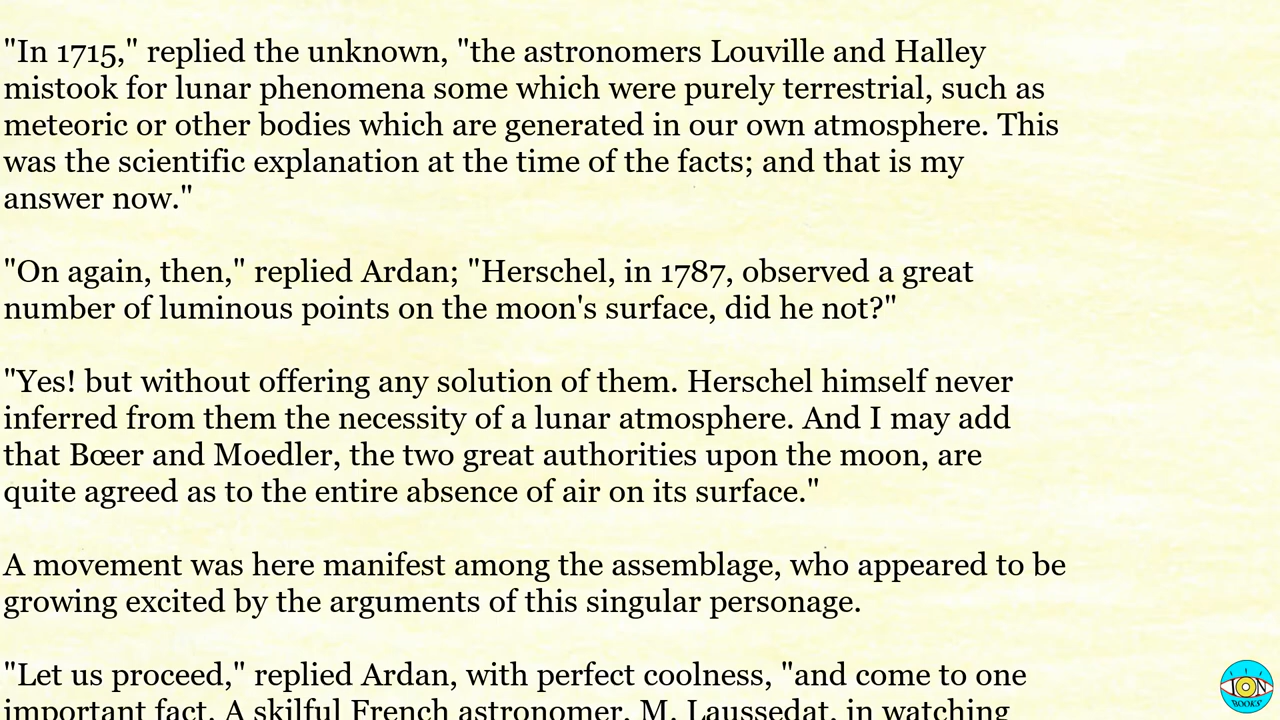 "In 1715," replied the unknown, "the astronomers Louville and Halley
mistook for lunar phenomena some which were purely terrestrial, such as
meteoric or other bodies which are generated in our own atmosphere. This
was the scientific explanation at the time of the facts; and that is my
answer now."
"On again, then," replied Ardan; "Herschel, in 1787, observed a great
number of luminous points on the moon's surface, did he not?"
"Yes! but without offering any solution of them. Herschel himself never
inferred from them the necessity of a lunar atmosphere. And I may add
that Bœer and Moedler, the two great authorities upon the moon, are
quite agreed as to the entire absence of air on its surface."
A movement was here manifest among the assemblage, who appeared to be
growing excited by the arguments of this singular personage.
"Let us proceed," replied Ardan, with perfect coolness, "and come to one
important fact. A skilful French astronomer, M. Laussedat, in watching
ION
BOOKS